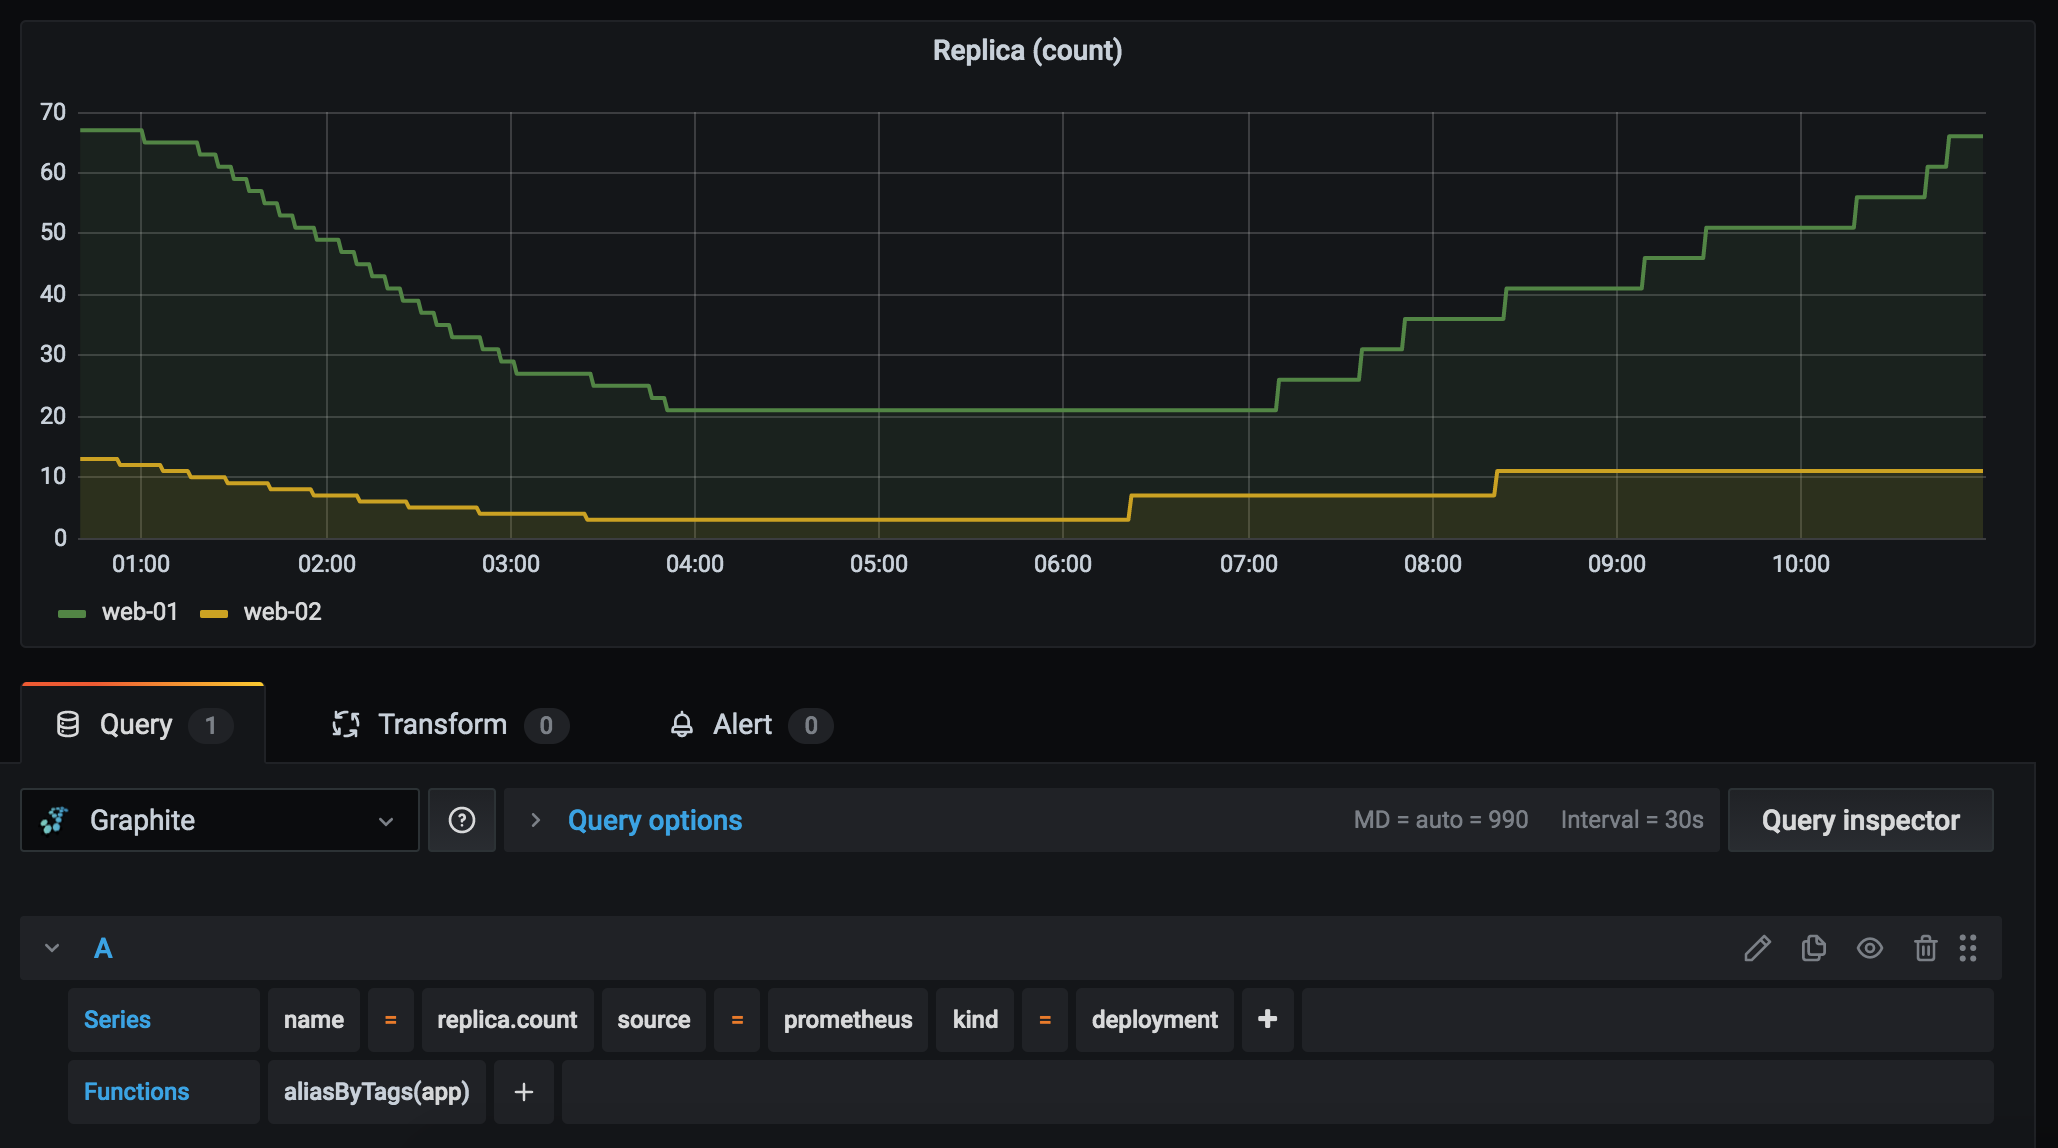 Replica (count)
70
60
50
40
30
20
10
0
01:00 02:00 03:00 04:00 05:00 06:00 07:00 08:00 09:00 10:00
web-01 web-02
Query 1 Transform 0 Alert 0
Graphite ? Query options MD = auto = 990 Interval = 30s Query inspector
A
Series name = replica.count source = prometheus kind = deployment +
Functions aliasByTags(app) +